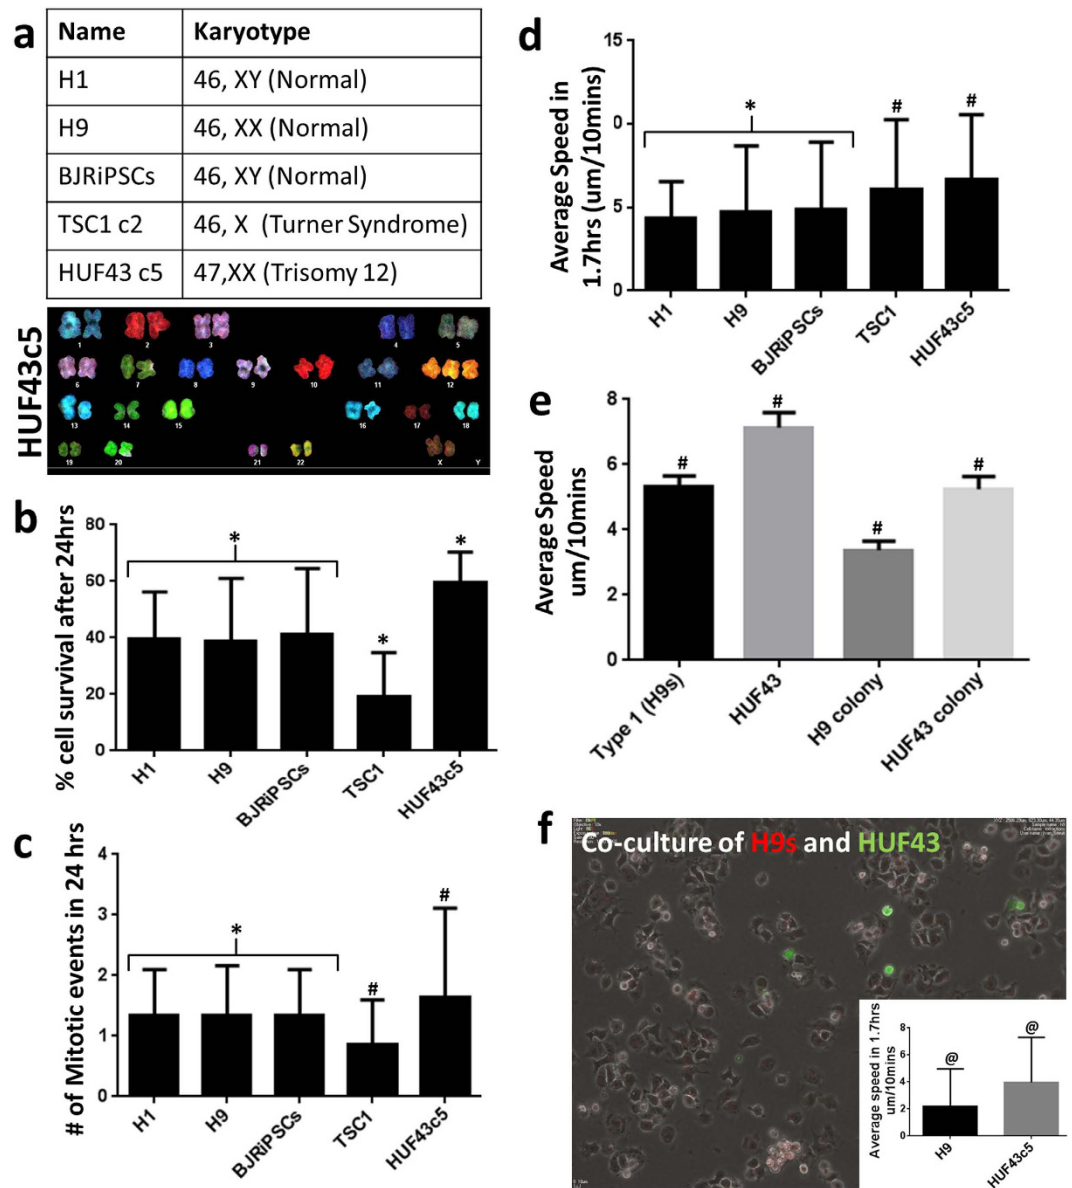 a
Name Karyotype
H1 46, XY (Normal)
H9 46, XX (Normal)
BJRiPSCs 46, XY (Normal)
TSC1 c2 46, X (Turner Syndrome)
HUF43 c5 47,XX (Trisomy 12)
HUF43c5
1 2 3 4 5
6 7 8 9 10 11 12
13 14 15 16 17 18
19 20 21 22 X Y
b
% cell survival after 24hrs
80
60
40
20
0
* * *
H1 H9 BJRiPSCs TSC1 HUF43c5
c
# of Mitotic events in 24 hrs
4
3
2
1
0
* # #
H1 H9 BJRiPSCs TSC1 HUF43c5
d
Average Speed in
1.7hrs (um/10mins)
15
0
5
0
* # #
H1 H9 BJRiPSCs TSC1 HUF43c5
e
Average Speed
um/10mins
8
6
4
2
0
# # # #
Type 1 (H9s) HUF43 H9 colony HUF43 colony
f
Co-culture of H9s and HUF43
Average speed in 1.7hrs
um/10mins
8
6
4
2
0
@ @
H9 HUF43c5